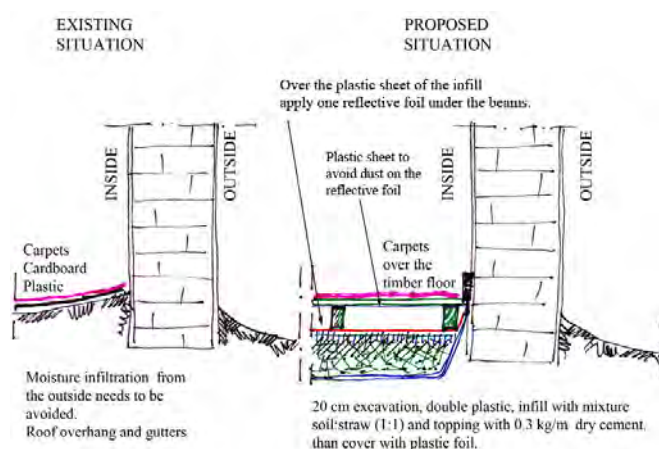 EXISTING
SITUATION
PROPOSED
SITUATION
Over the plastic sheet of the infill
apply one reflective foil under the beams.
INSIDE
OUTSIDE
Plastic sheet to
avoid dust on the
reflective foil
INSIDE
OUTSIDE
Carpets
Cardboard
Plastic
Carpets
over the
timber floor
Moisture infiltration from
the outside needs to be
avoided.
Roof overhang and gutters
20 cm excavation, double plastic, infill with mixture
soil:straw (1:1) and topping with 0.3 kg/m dry cement,
than cover with plastic foil.